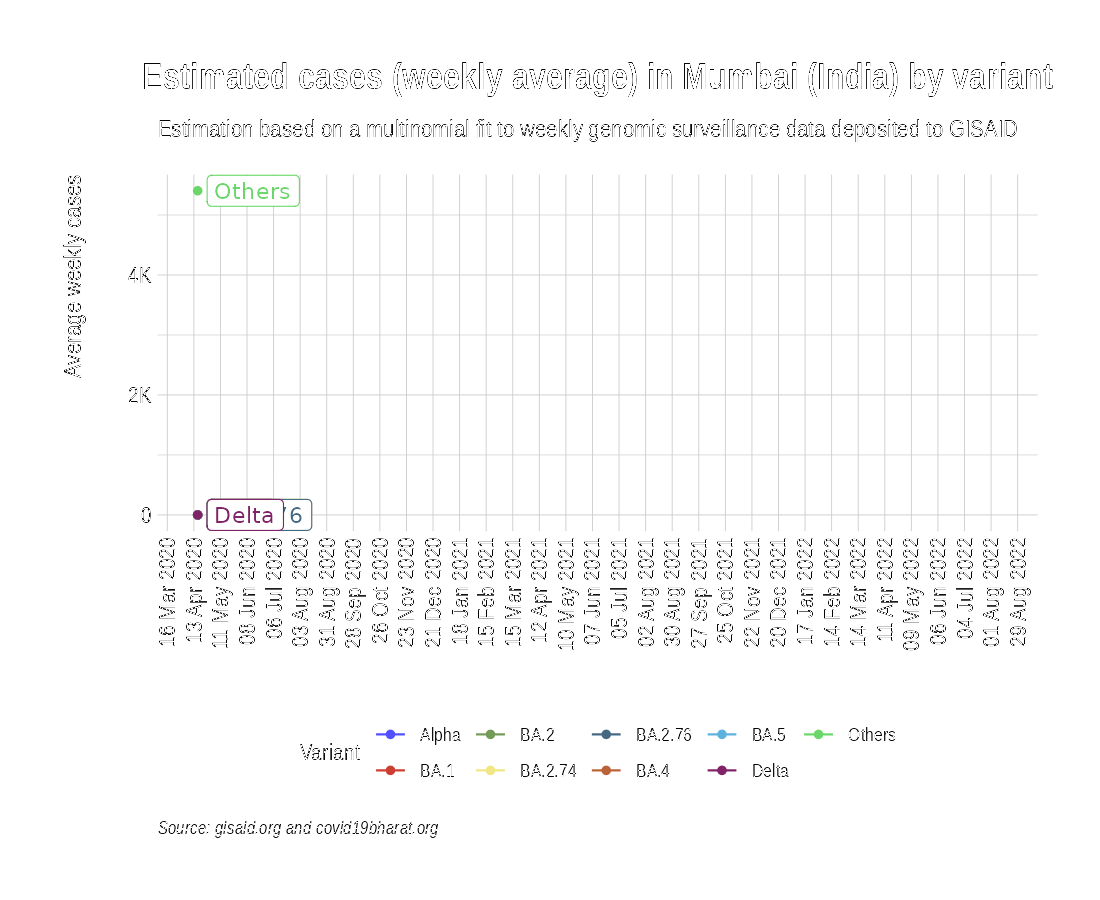 Estimated cases (weekly average) in Mumbai (India) by variant
Estimation based on a multinomial fit to weekly genomic surveillance data deposited to GISAID
Average weekly cases
Others
4K
2K
0
Delta
76
16 Mar 2020
13 Apr 2020
11 May 2020
08 Jun 2020
06 Jul 2020
03 Aug 2020
31 Aug 2020
28 Sep 2020
26 Oct 2020
23 Nov 2020
21 Dec 2020
18 Jan 2021
15 Feb 2021
15 Mar 2021
12 Apr 2021
10 May 2021
07 Jun 2021
05 Jul 2021
02 Aug 2021
30 Aug 2021
27 Sep 2021
25 Oct 2021
22 Nov 2021
20 Dec 2021
17 Jan 2022
14 Feb 2022
14 Mar 2022
11 Apr 2022
09 May 2022
06 Jun 2022
04 Jul 2022
01 Aug 2022
29 Aug 2022
Variant
Alpha BA.2 BA.2.76 BA.5 Others
BA.1 BA.2.74 BA.4 Delta
Source: gisaid.org and covid19bharat.org